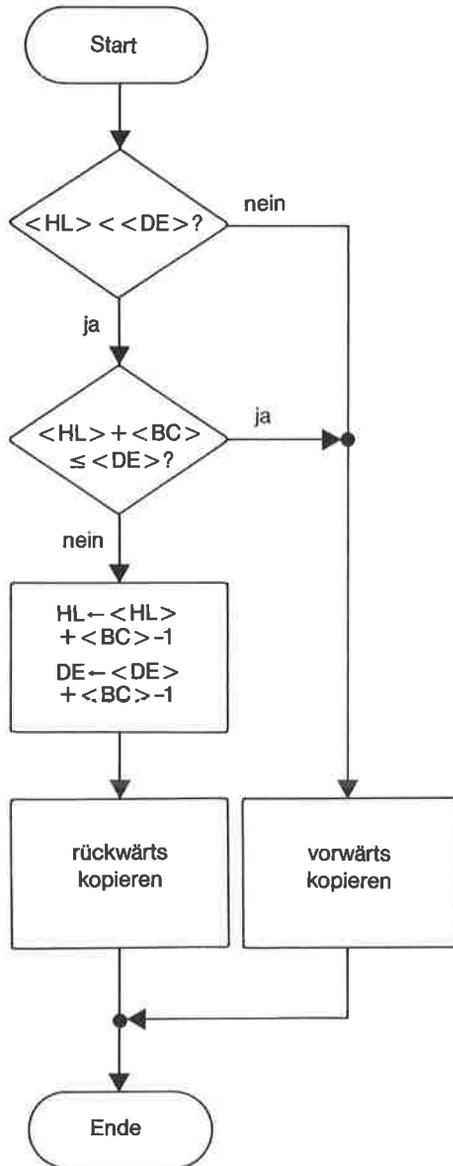 Start
<HL> < <DE>?
nein
ja
<HL> + <BC>
≤ <DE>?
ja
nein
HL←<HL>
+<BC>-1
DE←<DE>
+<BC>-1
rückwärts
kopieren
vorwärts
kopieren
Ende